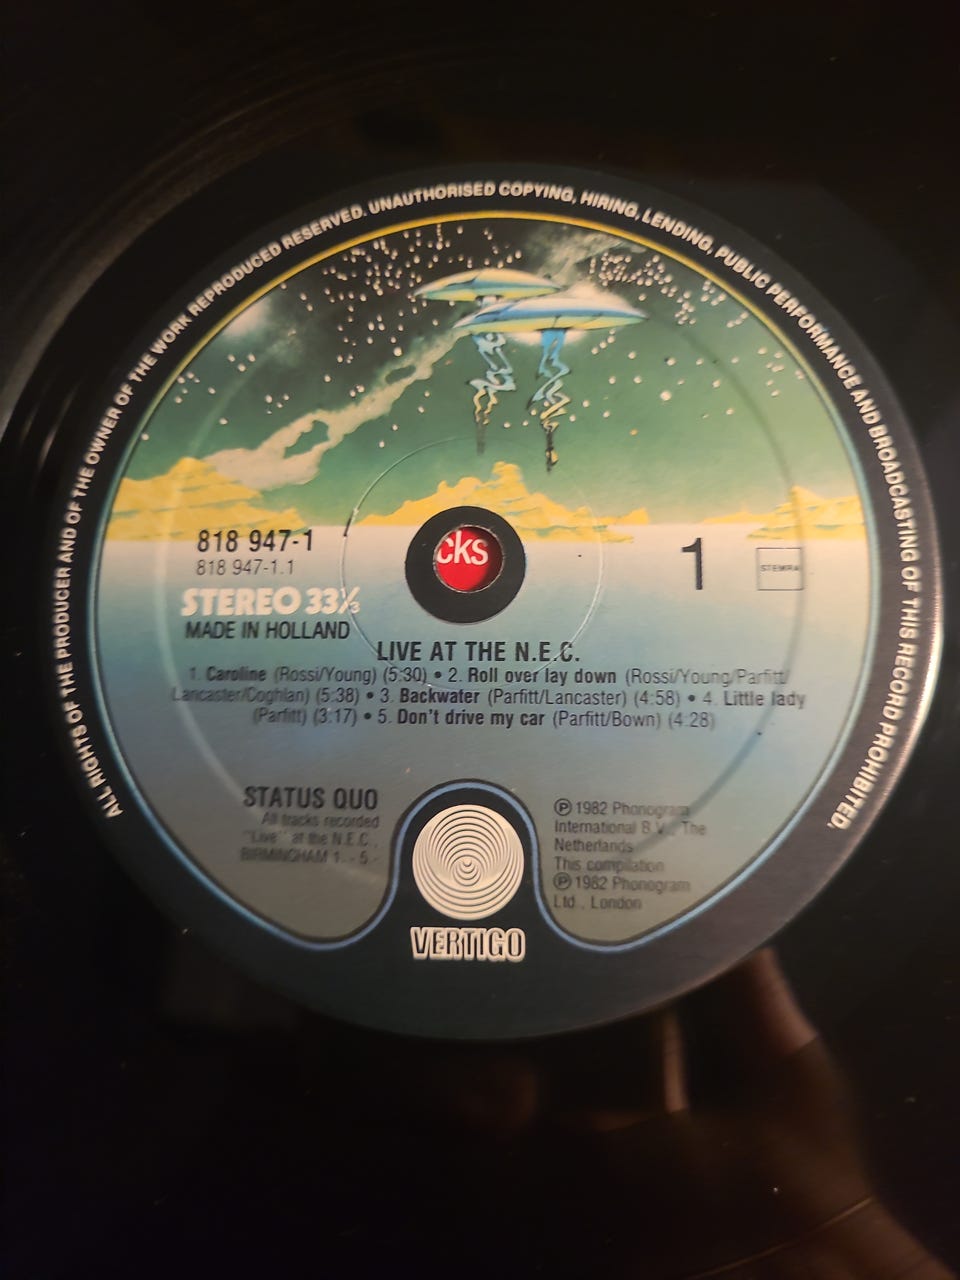 ALL RIGHTS OF THE PRODUCER AND OF THE OWNER OF THE WORK REPRODUCED RESERVED. UNAUTHORISED COPYING, HIRING, LENDING, PUBLIC PERFORMANCE AND BROADCASTING OF THIS RECORD PROHIBITED.
818 947-1
818 947-1.1
STEREO 33⅓
MADE IN HOLLAND
cks
1
STEMRA
LIVE AT THE N.E.C.
1. Caroline (Rossi/Young) (5:30) • 2. Roll over lay down (Rossi/Young/Parfitt/
Lancaster/Coghlan) (5:38) • 3. Backwater (Parfitt/Lancaster) (4:58) • 4. Little lady
(Parfitt) (3:17) • 5. Don't drive my car (Parfitt/Bown) (4:28)
STATUS QUO
All tracks recorded
"Live" at the N.E.C.,
BIRMINGHAM 1. - 5.
Ⓟ 1982 Phonogram
International B.V., The
Netherlands
This compilation
Ⓟ 1982 Phonogram
Ltd., London
VERTIGO